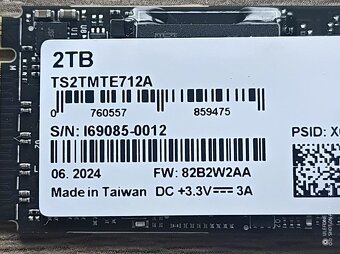 2TB
TS2TMTE712A
0 760557 859475
S/N: I69085-0012 PSID: X
06. 2024 FW: 82B2W2AA
Made in Taiwan DC +3.3V⎓ 3A